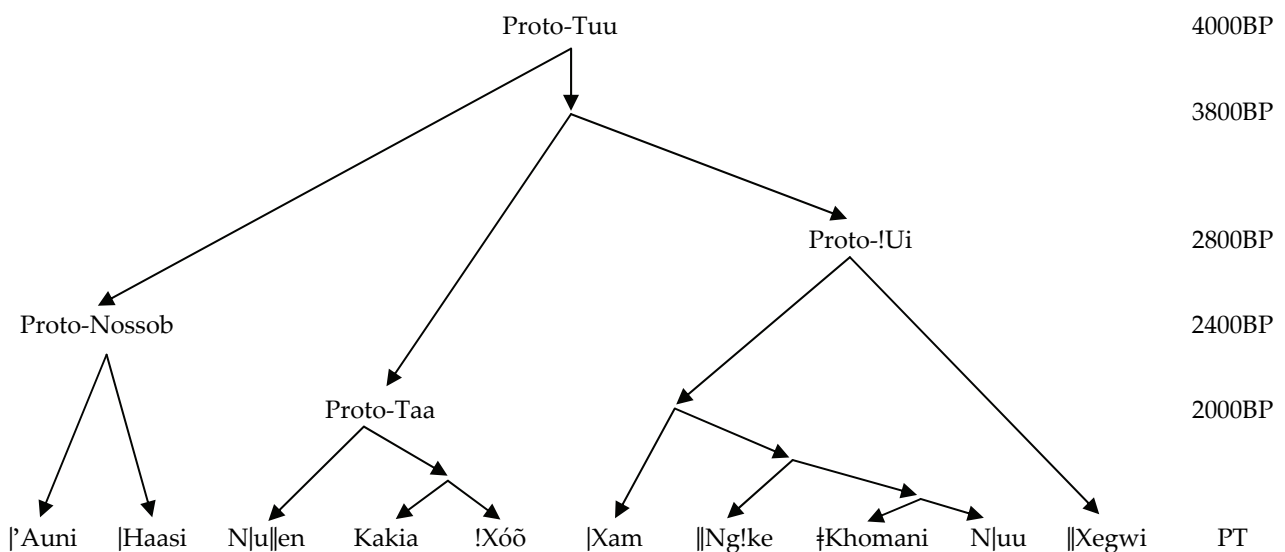 Proto-Tuu 4000BP
3800BP
Proto-!Ui 2800BP
Proto-Nossob 2400BP
Proto-Taa 2000BP
|’Auni |Haasi N|u‖en Kakia !Xóõ |Xam ‖Ng!ke ǂKhomani N|uu ‖Xegwi PT